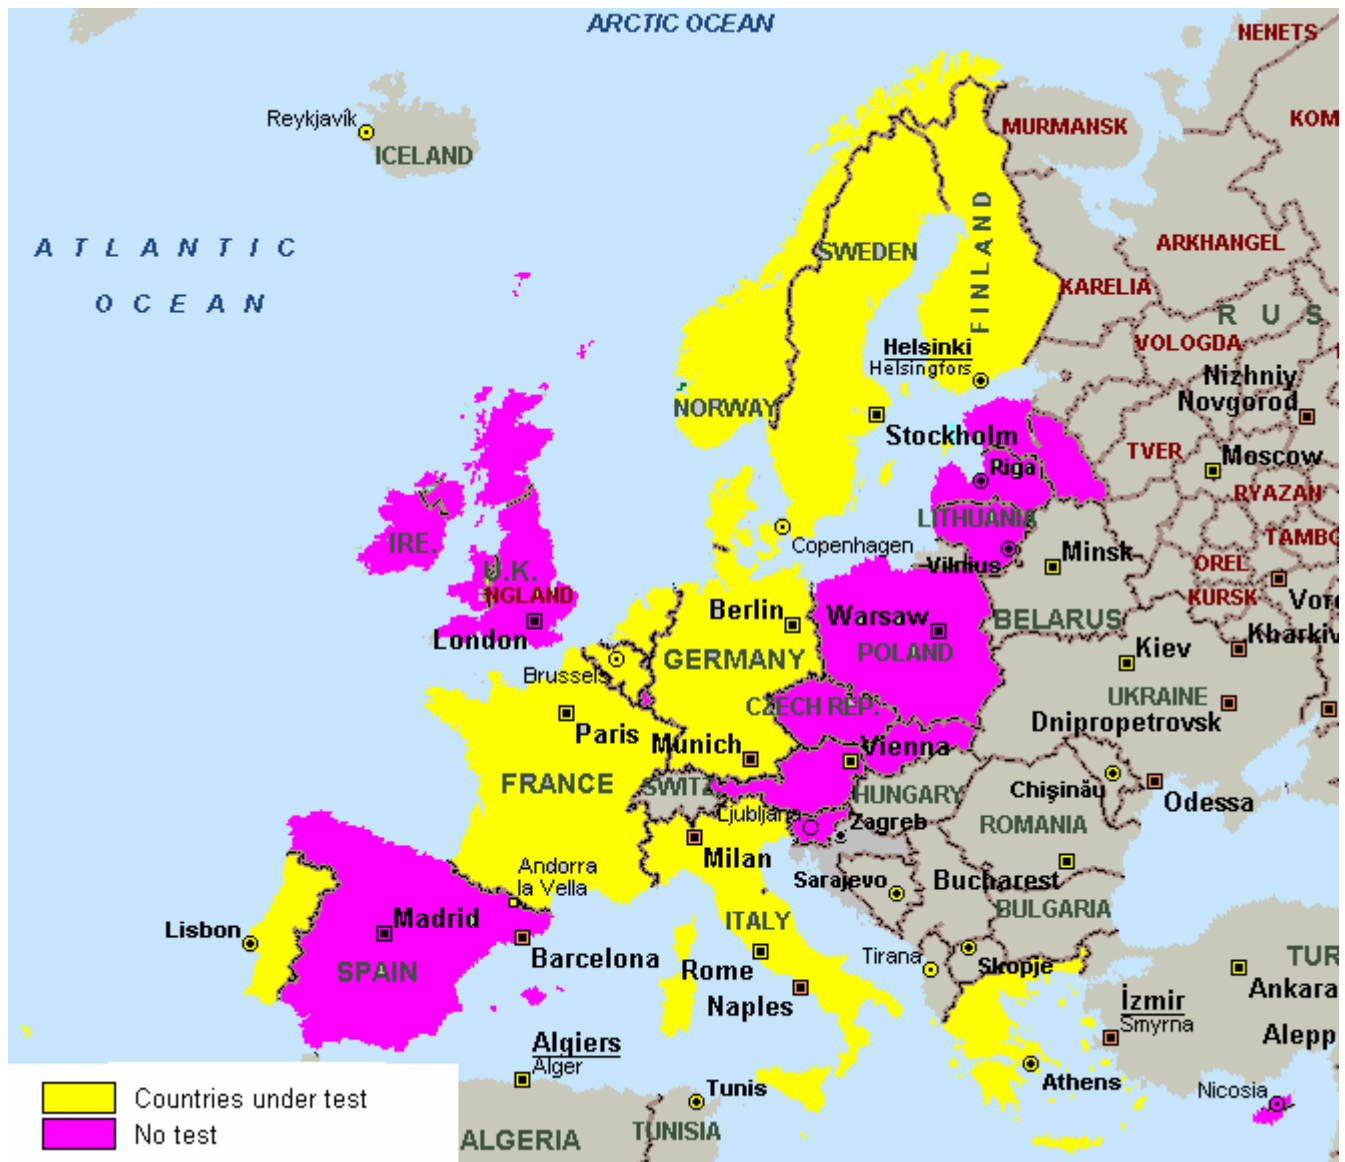 ARCTIC OCEAN
NENETS
KOM
MURMANSK
Reykjavík
ICELAND
ATLANTIC
OCEAN
SWEDEN
FINLAND
ARKHANGEL
KARELIA
R U S
VOLOGDA
Helsinki
Helsingfors
Nizhniy
Novgorod
NORWAY
Stockholm
TVER
Moscow
Riga
RYAZAN
LITHUANIA
TAMBO
IRE.
Copenhagen
Vilnius
Minsk
OREL
U.K.
NGLAND
KURSK
Voro
London
Berlin
Warsaw
BELARUS
Kharkiv
Brussels
GERMANY
POLAND
Kiev
UKRAINE
CZECH REP.
Dnipropetrovsk
Paris
Munich
Vienna
FRANCE
SWITZ
HUNGARY
Chişinău
Odessa
Ljubljana
Zagreb
ROMANIA
Milan
Andorra
la Vella
Sarajevo
Bucharest
Lisbon
Madrid
ITALY
BULGARIA
SPAIN
Barcelona
Rome
Tirana
Skopje
TUR
Naples
Ankara
İzmir
Smyrna
Alepp
Algiers
Alger
Tunis
Athens
Nicosia
ALGERIA
TUNISIA
Countries under test
No test